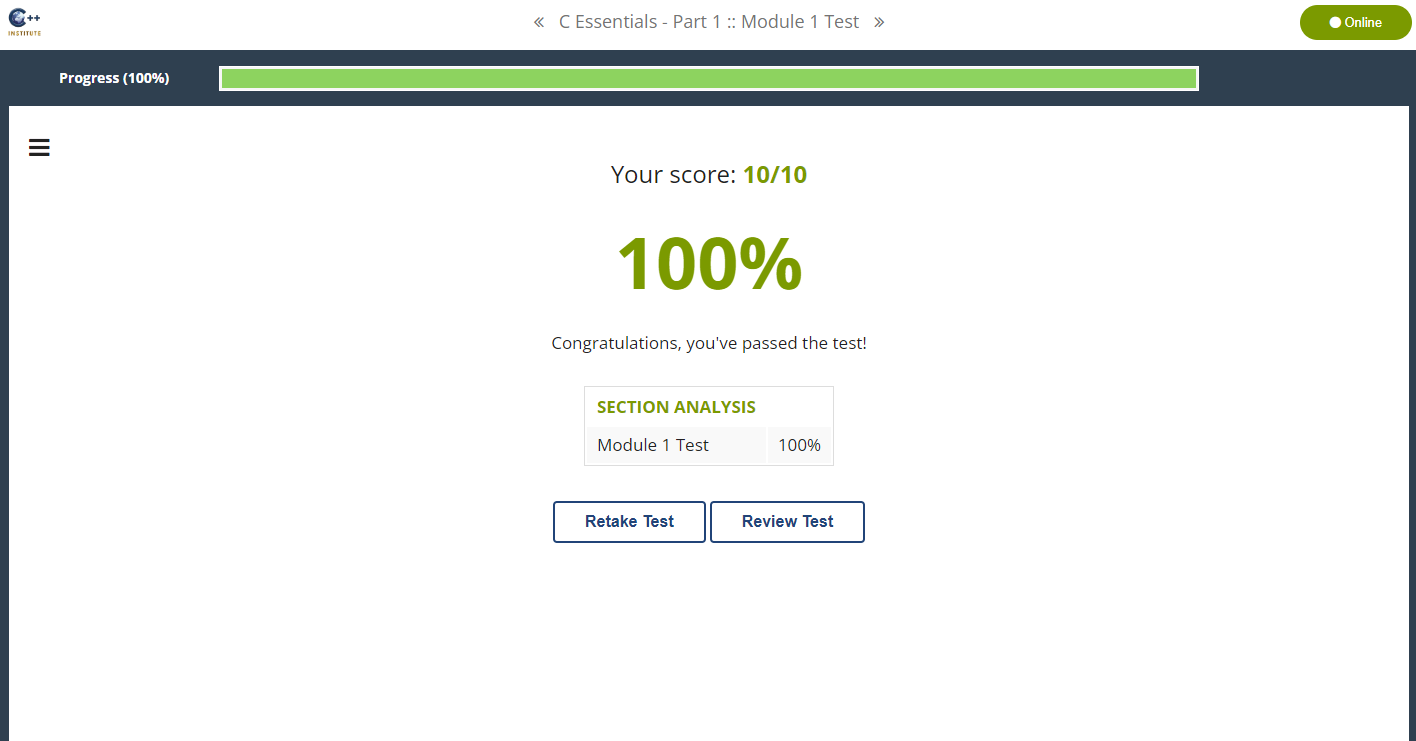 C++
INSTITUTE
« C Essentials - Part 1 :: Module 1 Test »
Online
Progress (100%)
Your score: 10/10
100%
Congratulations, you've passed the test!
SECTION ANALYSIS
Module 1 Test 100%
Retake Test Review Test